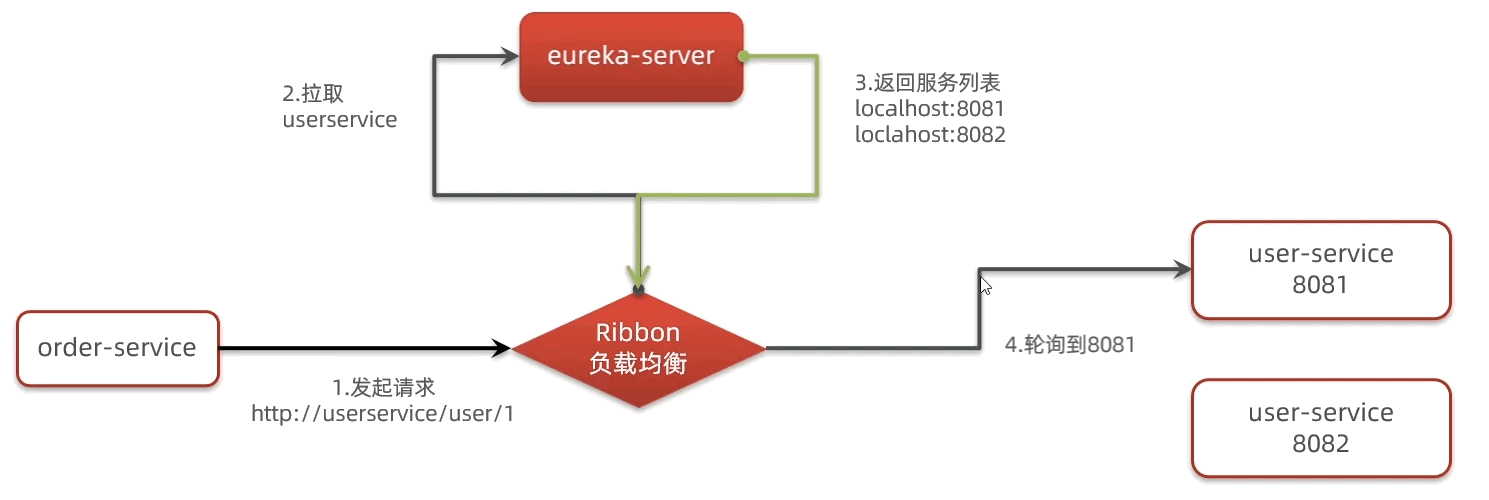 eureka-server
2.拉取
userservice
3.返回服务列表
localhost:8081
loclahost:8082
order-service
1.发起请求
http://userservice/user/1
Ribbon
负载均衡
4.轮询到8081
user-service
8081
user-service
8082